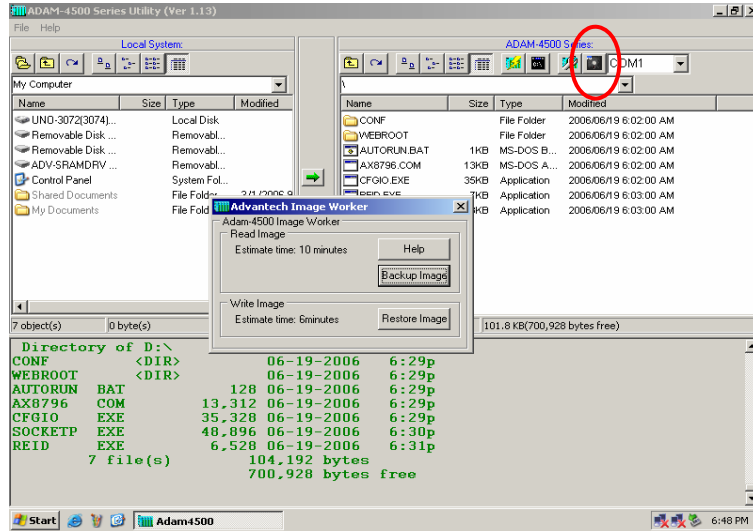 ADAM-4500 Series Utility (Ver 1.13)
File Help
Local System:
My Computer
Name Size Type Modified
UNO-3072(3074)... Local Disk
Removable Disk ... Removabl...
Removable Disk ... Removabl...
ADV-SRAMDRV ... Removabl...
Control Panel System Fol...
Shared Documents File Folder 3/1/2006 9
My Documents File Fold
7 object(s) 0 byte(s)
ADAM-4500 Series:
COM1
\
Name Size Type Modified
CONF File Folder 2006/06/19 6:02:00 AM
WEBROOT File Folder 2006/06/19 6:02:00 AM
AUTORUN.BAT 1KB MS-DOS B... 2006/06/19 6:02:00 AM
AX8796.COM 13KB MS-DOS A... 2006/06/19 6:02:00 AM
CFGIO.EXE 35KB Application 2006/06/19 6:02:00 AM
REID.EXE 7KB Application 2006/06/19 6:03:00 AM
KB Application 2006/06/19 6:03:00 AM
101.8 KB(700,928 bytes free)
Advantech Image Worker
Adam-4500 Image Worker
Read Image
Estimate time: 10 minutes
Help
Backup Image
Write Image
Estimate time: 6minutes
Restore Image
Directory of D:\
CONF <DIR> 06-19-2006 6:29p
WEBROOT <DIR> 06-19-2006 6:29p
AUTORUN BAT 128 06-19-2006 6:29p
AX8796 COM 13,312 06-19-2006 6:29p
CFGIO EXE 35,328 06-19-2006 6:29p
SOCKETP EXE 48,896 06-19-2006 6:30p
REID EXE 6,528 06-19-2006 6:31p
7 file(s) 104,192 bytes
700,928 bytes free
Start Adam4500 6:48 PM